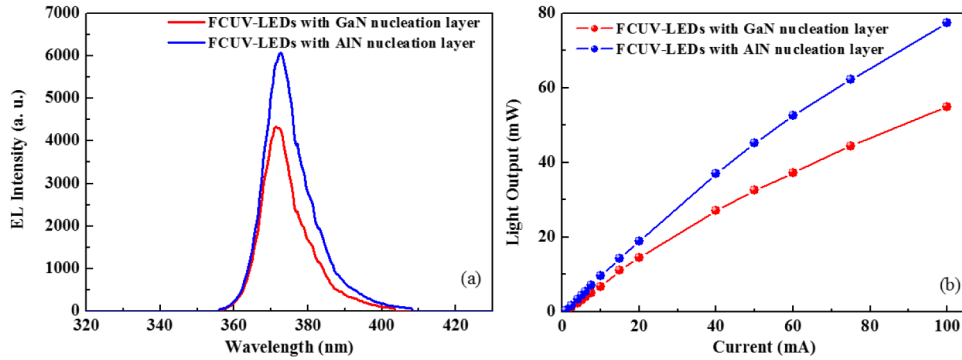 FCUV-LEDs with GaN nucleation layer
FCUV-LEDs with AlN nucleation layer
7000
6000
5000
4000
3000
2000
1000
0
EL Intensity (a. u.)
320 340 360 380 400 420
Wavelength (nm)
(a)
FCUV-LEDs with GaN nucleation layer
FCUV-LEDs with AlN nucleation layer
80
60
40
20
0
Light Output (mW)
0 20 40 60 80 100
Current (mA)
(b)